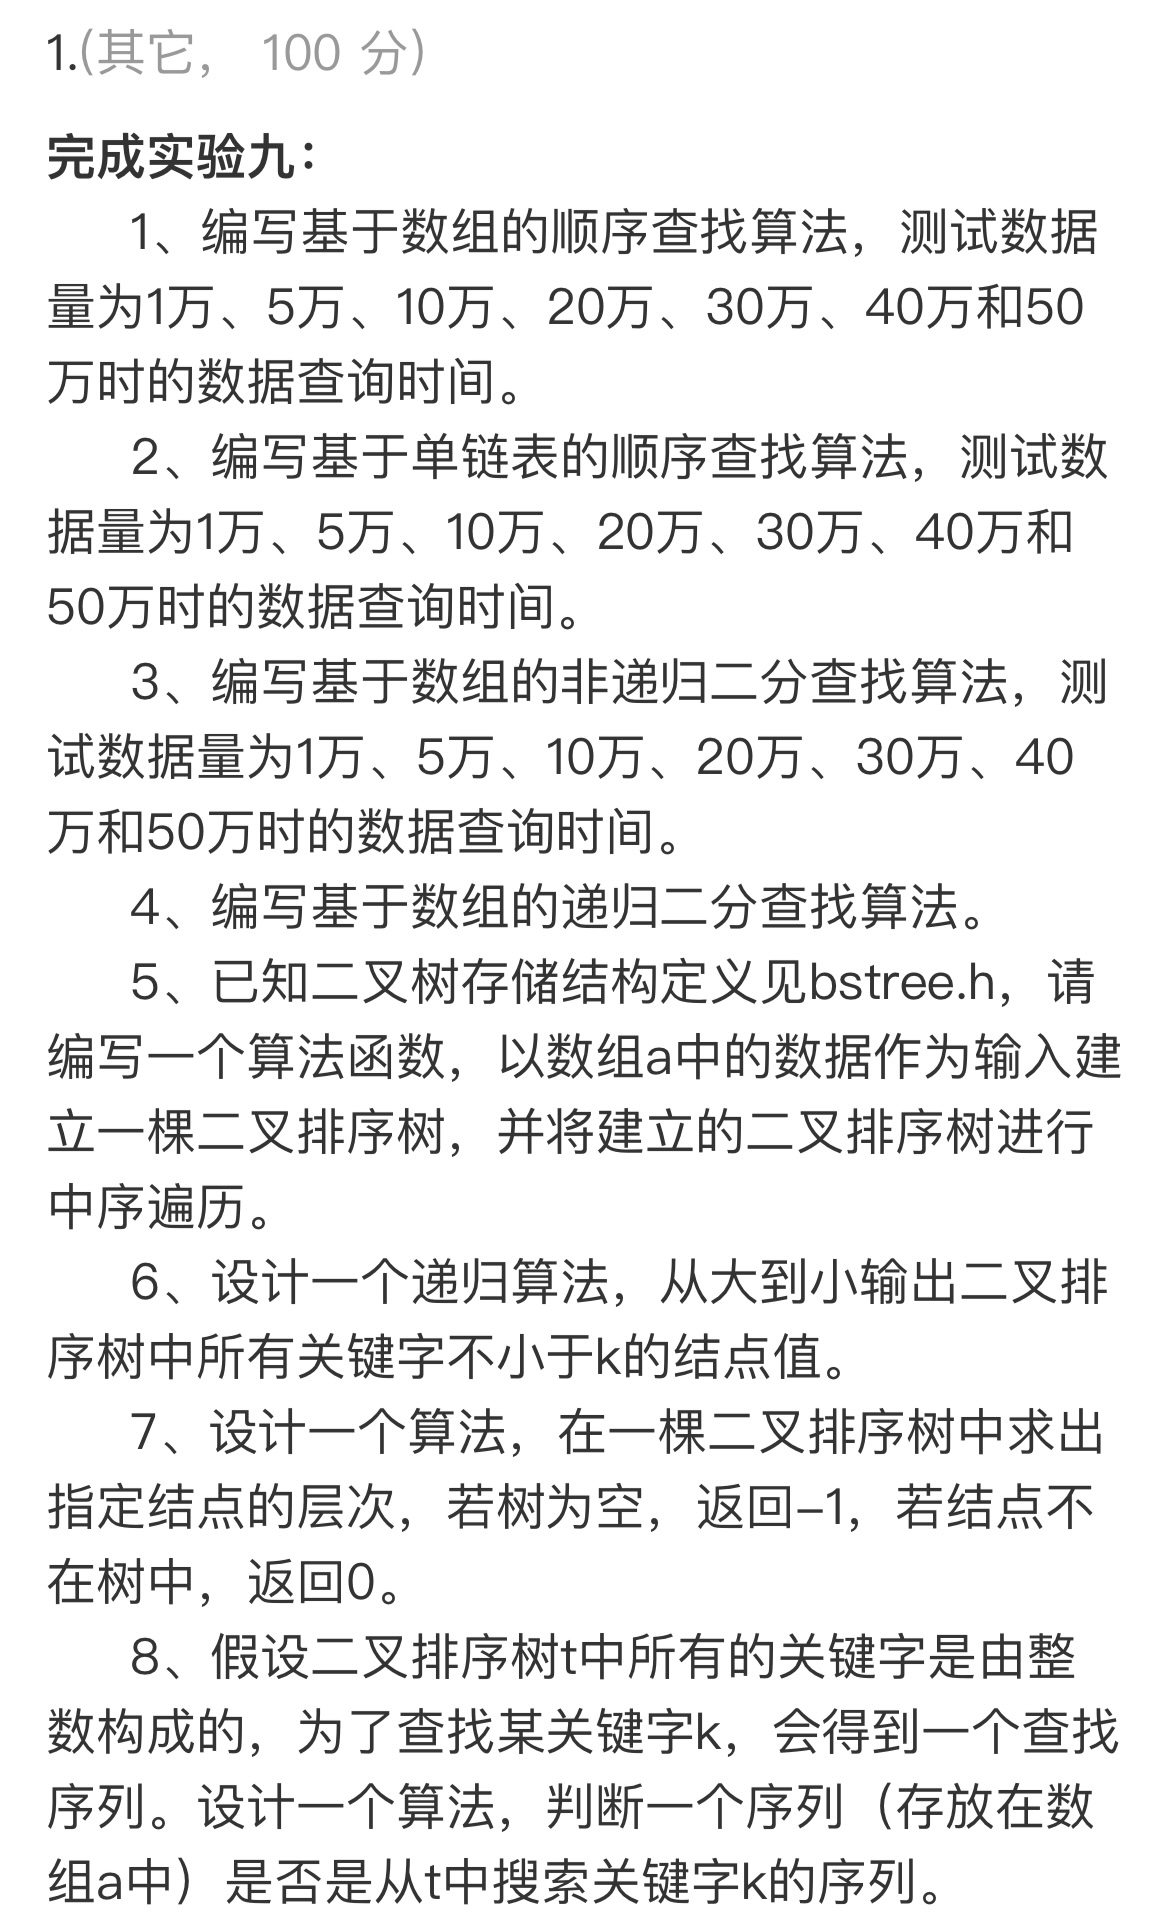 1.(其它， 100 分)
完成实验九：
1、编写基于数组的顺序查找算法，测试数据
量为1万、5万、10万、20万、30万、40万和50
万时的数据查询时间。
2、编写基于单链表的顺序查找算法，测试数
据量为1万、5万、10万、20万、30万、40万和
50万时的数据查询时间。
3、编写基于数组的非递归二分查找算法，测
试数据量为1万、5万、10万、20万、30万、40
万和50万时的数据查询时间。
4、编写基于数组的递归二分查找算法。
5、已知二叉树存储结构定义见bstree.h，请
编写一个算法函数，以数组a中的数据作为输入建
立一棵二叉排序树，并将建立的二叉排序树进行
中序遍历。
6、设计一个递归算法，从大到小输出二叉排
序树中所有关键字不小于k的结点值。
7、设计一个算法，在一棵二叉排序树中求出
指定结点的层次，若树为空，返回–1，若结点不
在树中，返回0。
8、假设二叉排序树t中所有的关键字是由整
数构成的，为了查找某关键字k，会得到一个查找
序列。设计一个算法，判断一个序列（存放在数
组a中）是否是从t中搜索关键字k的序列。